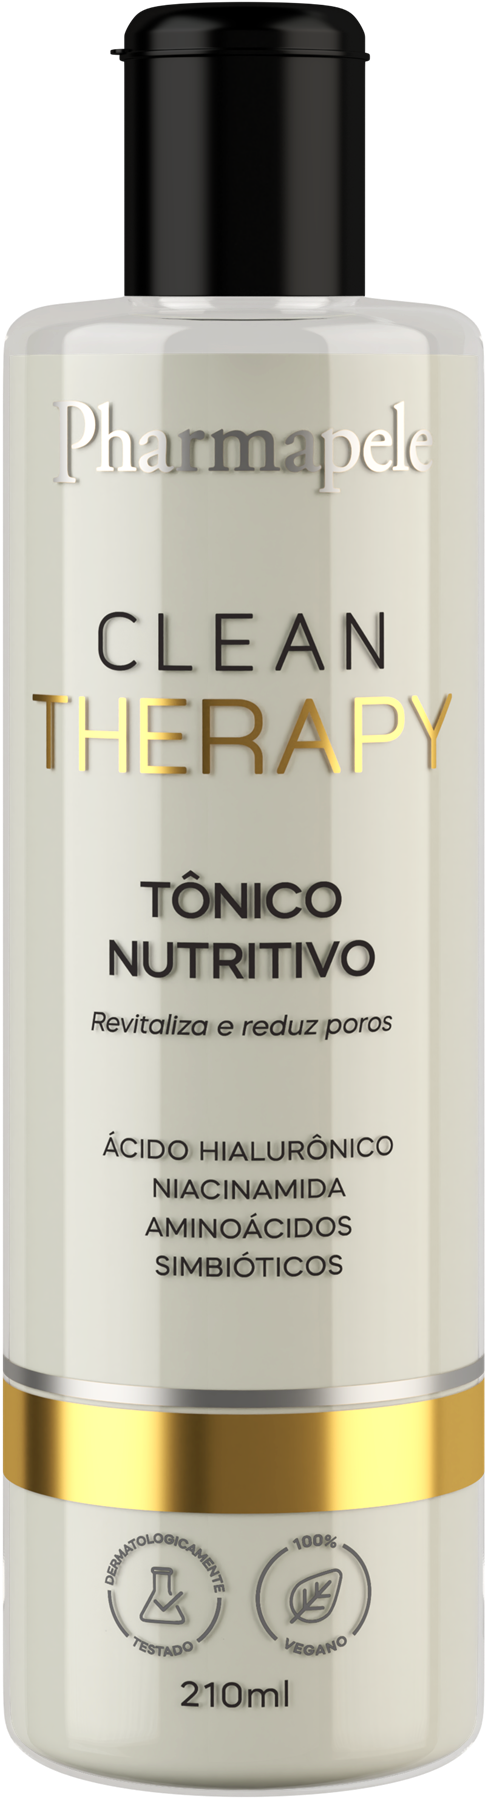 Pharmapele
CLEAN
THERAPY
TÔNICO
NUTRITIVO
Revitaliza e reduz poros
ÁCIDO HIALURÔNICO
NIACINAMIDA
AMINOÁCIDOS
SIMBIÓTICOS
DERMATOLOGICAMENTE
TESTADO
100%
VEGANO
210ml